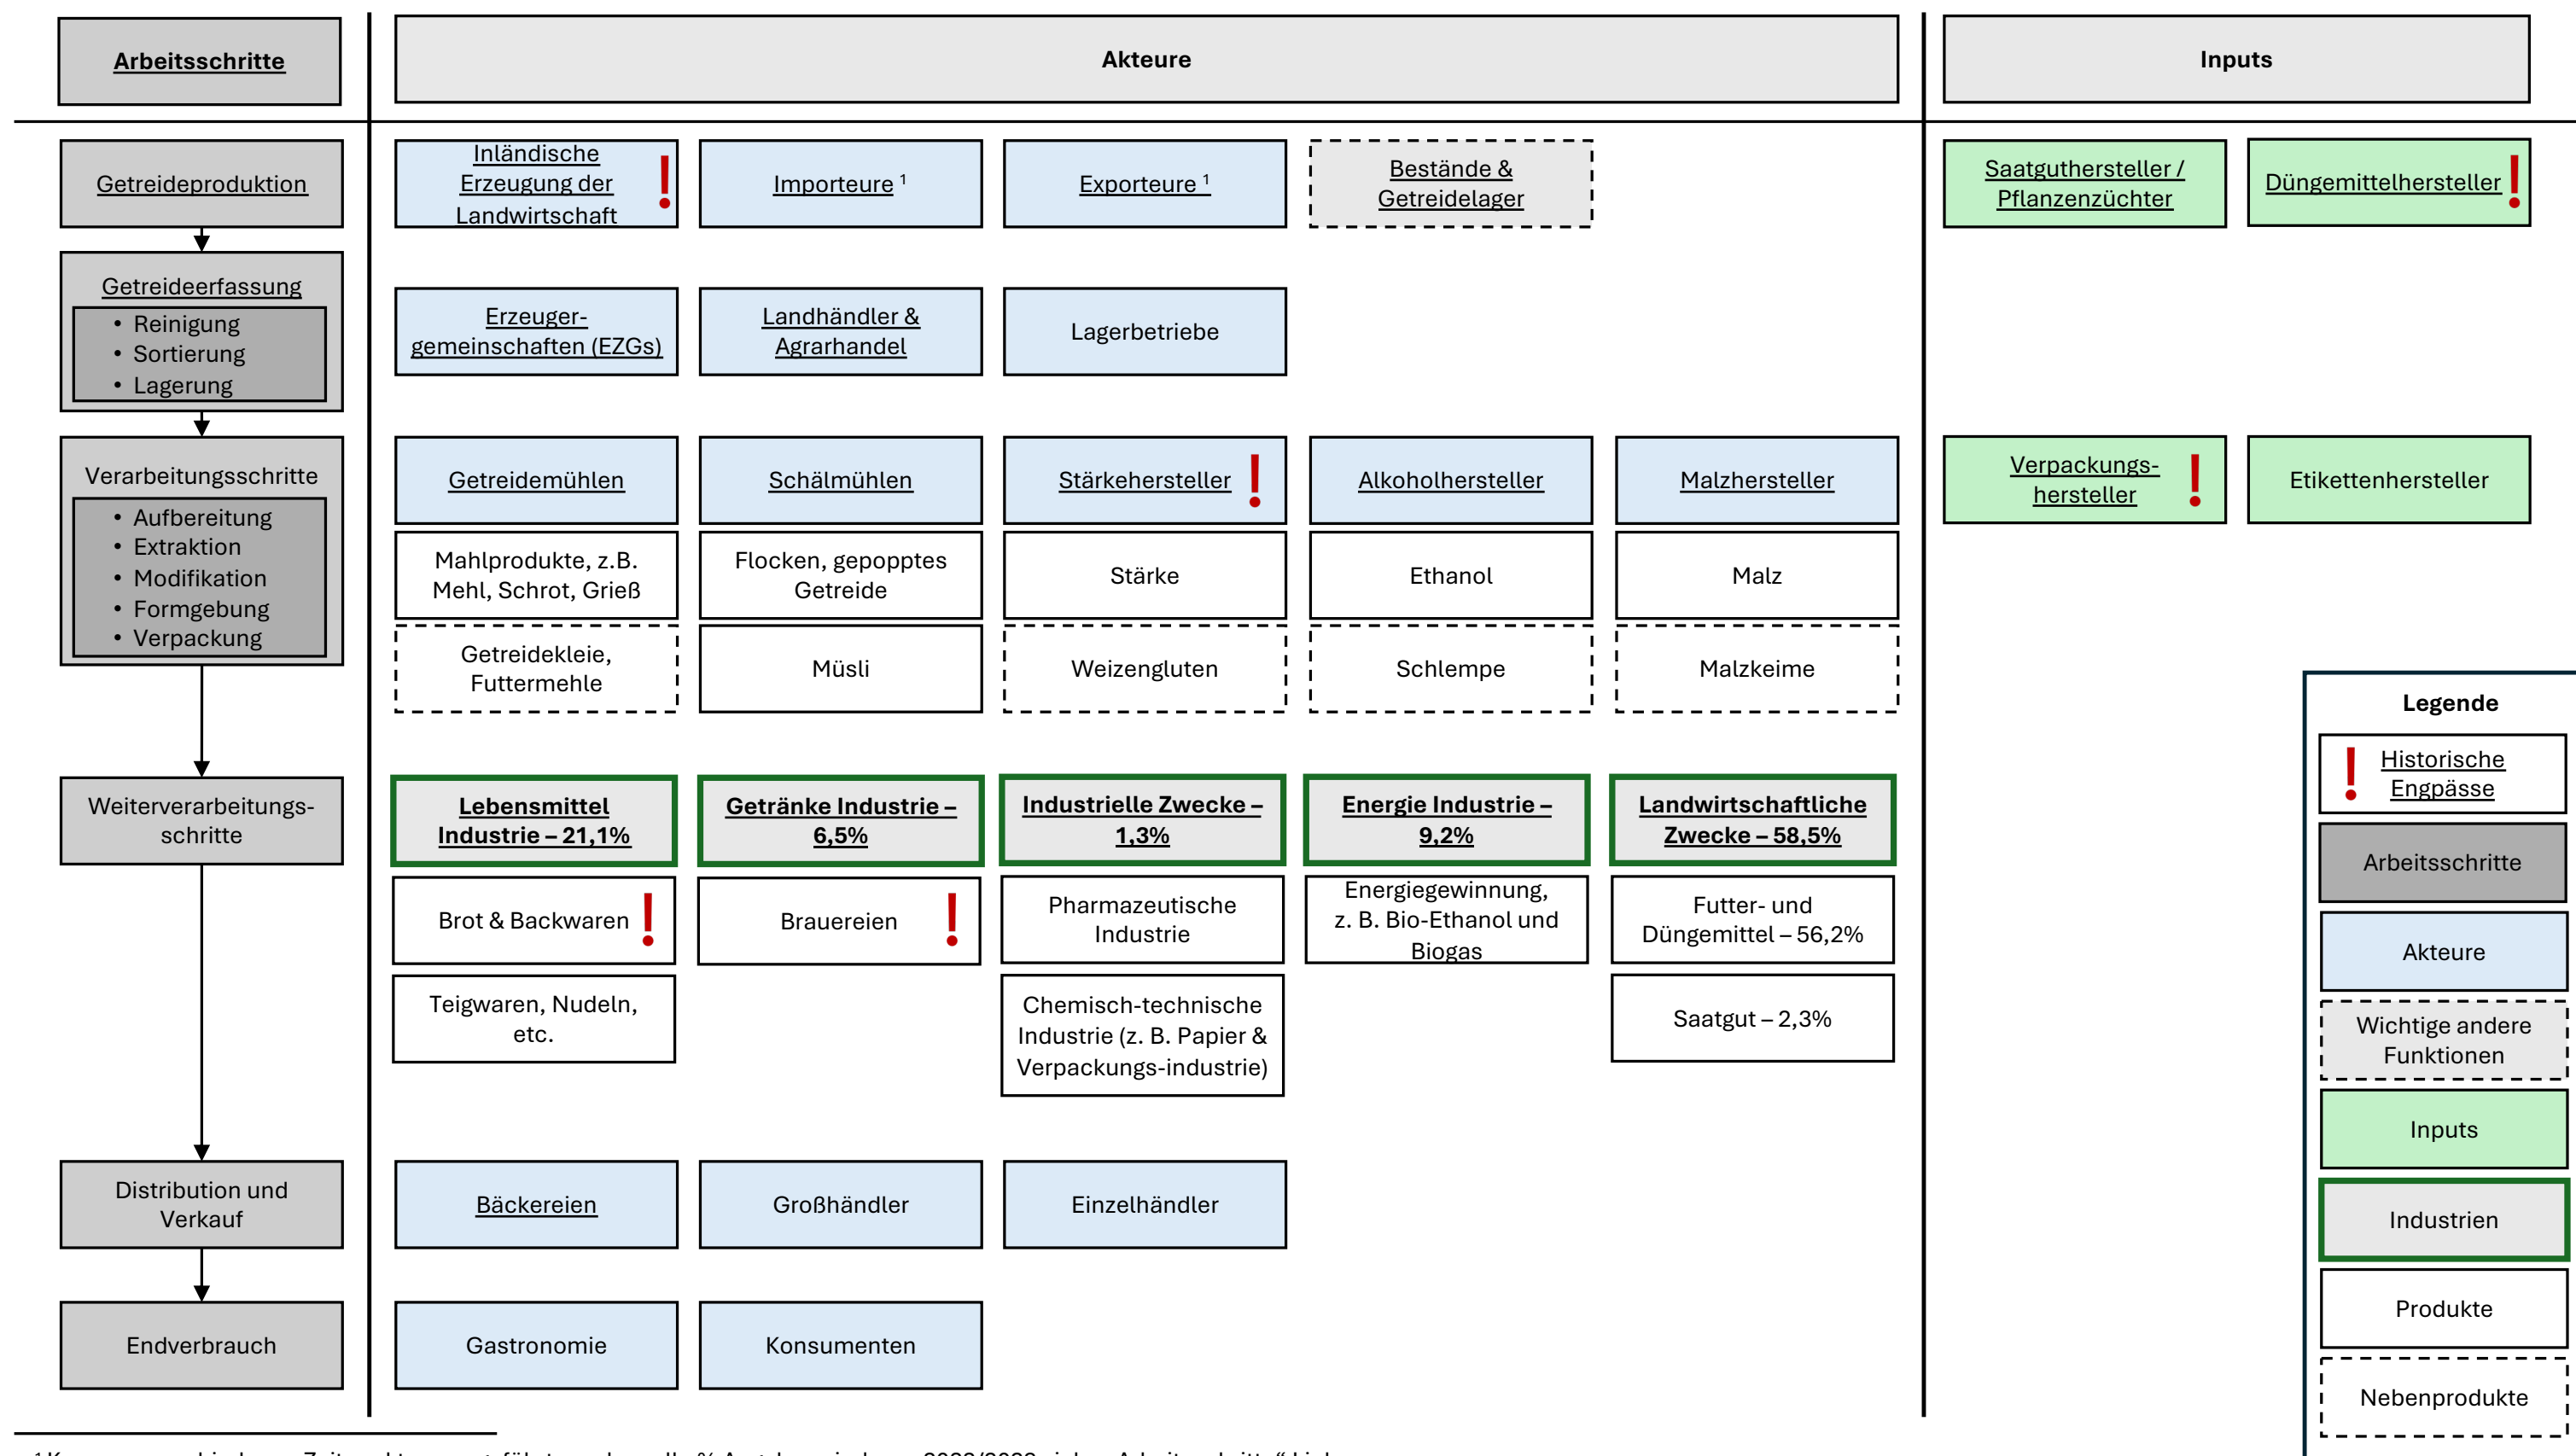 Arbeitsschritte
Akteure
Inputs
Getreideproduktion
Inländische
Erzeugung der
Landwirtschaft
Importeure ¹
Exporteure ¹
Bestände &
Getreidelager
Saatguthersteller /
Pflanzenzüchter
Düngemittelhersteller
Getreideerfassung
• Reinigung
• Sortierung
• Lagerung
Erzeuger-
gemeinschaften (EZGs)
Landhändler &
Agrarhandel
Lagerbetriebe
Verarbeitungsschritte
• Aufbereitung
• Extraktion
• Modifikation
• Formgebung
• Verpackung
Getreidemühlen
Schälmühlen
Stärkehersteller
Alkoholhersteller
Malzhersteller
Verpackungs-
hersteller
Etikettenhersteller
Mahlprodukte, z.B.
Mehl, Schrot, Grieß
Flocken, gepopptes
Getreide
Stärke
Ethanol
Malz
Getreidekleie,
Futtermehle
Müsli
Weizengluten
Schlempe
Malzkeime
Weiterverarbeitungs-
schritte
Lebensmittel
Industrie – 21,1%
Getränke Industrie –
6,5%
Industrielle Zwecke –
1,3%
Energie Industrie –
9,2%
Landwirtschaftliche
Zwecke – 58,5%
Brot & Backwaren
Brauereien
Pharmazeutische
Industrie
Energiegewinnung,
z. B. Bio-Ethanol und
Biogas
Futter- und
Düngemittel – 56,2%
Teigwaren, Nudeln,
etc.
Chemisch-technische
Industrie (z. B. Papier &
Verpackungs-industrie)
Saatgut – 2,3%
Distribution und
Verkauf
Bäckereien
Großhändler
Einzelhändler
Endverbrauch
Gastronomie
Konsumenten
Legende
Historische
Engpässe
Arbeitsschritte
Akteure
Wichtige andere
Funktionen
Inputs
Industrien
Produkte
Nebenprodukte